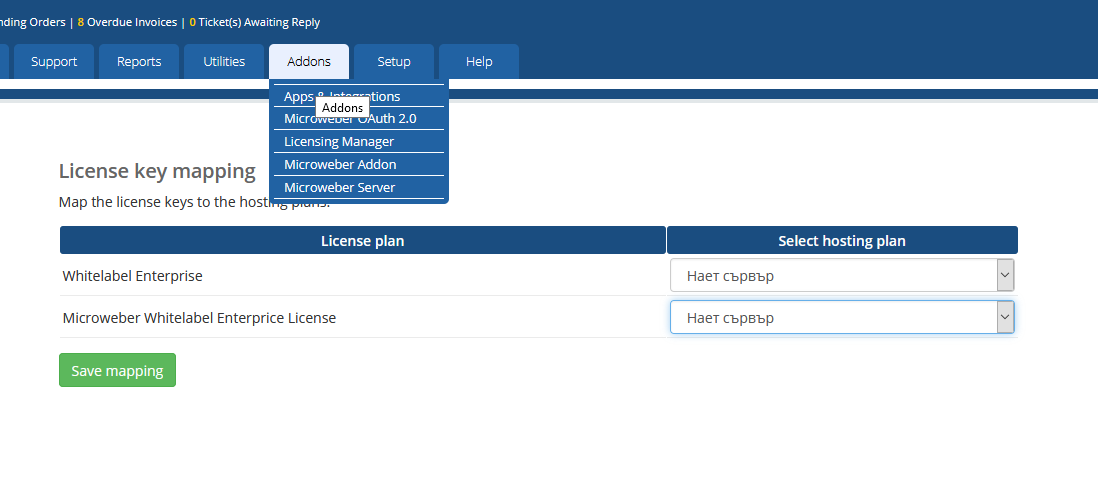 nding Orders | 8 Overdue Invoices | 0 Ticket(s) Awaiting Reply
Support Reports Utilities Addons Setup Help
Apps & Integrations
Addons
Microweber OAuth 2.0
Licensing Manager
Microweber Addon
Microweber Server
License key mapping
Map the license keys to the hosting plans.
License plan Select hosting plan
Whitelabel Enterprise Нает сървър
Microweber Whitelabel Enterprice License Нает сървър
Save mapping